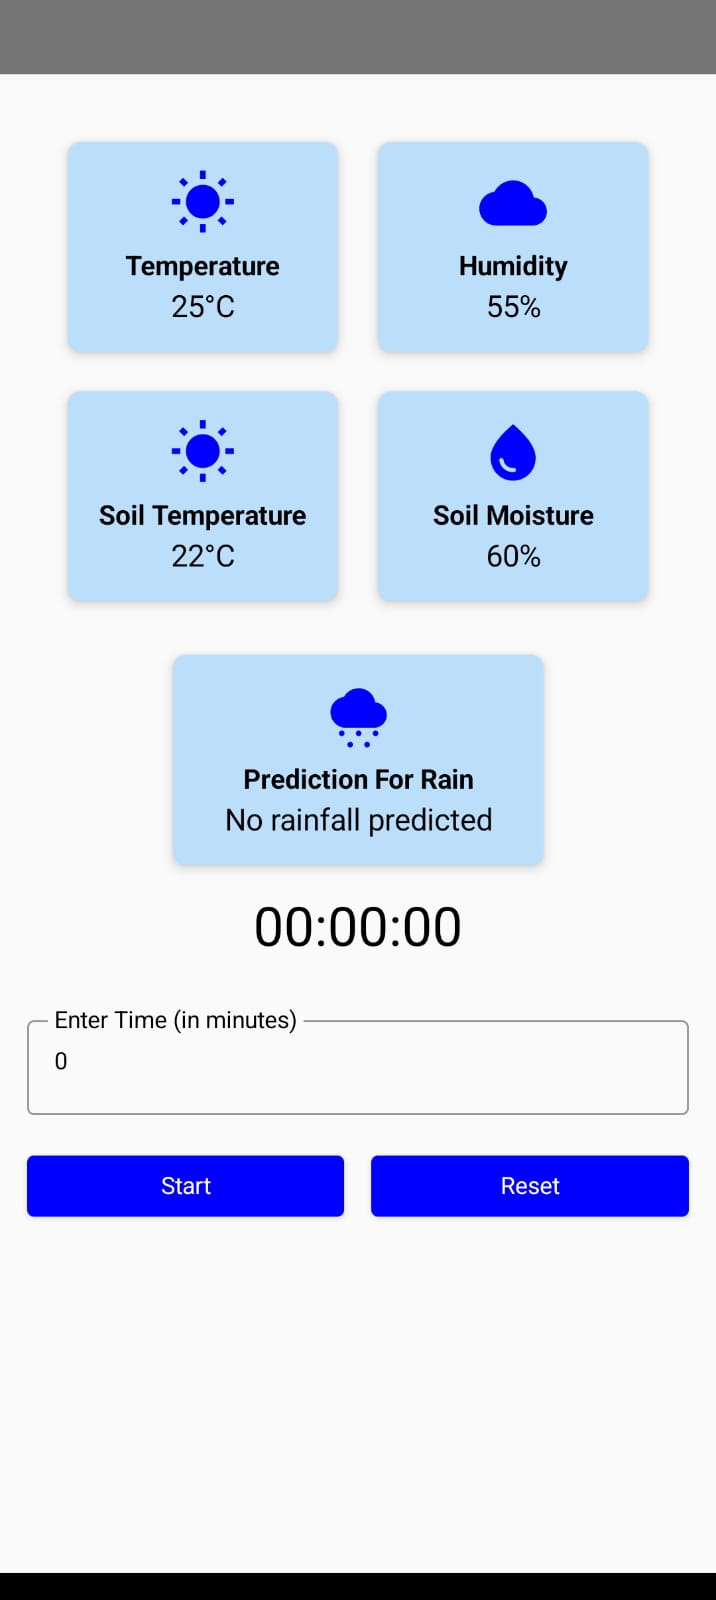 Temperature
25°C
Humidity
55%
Soil Temperature
22°C
Soil Moisture
60%
Prediction For Rain
No rainfall predicted
00:00:00
Enter Time (in minutes)
0
Start
Reset